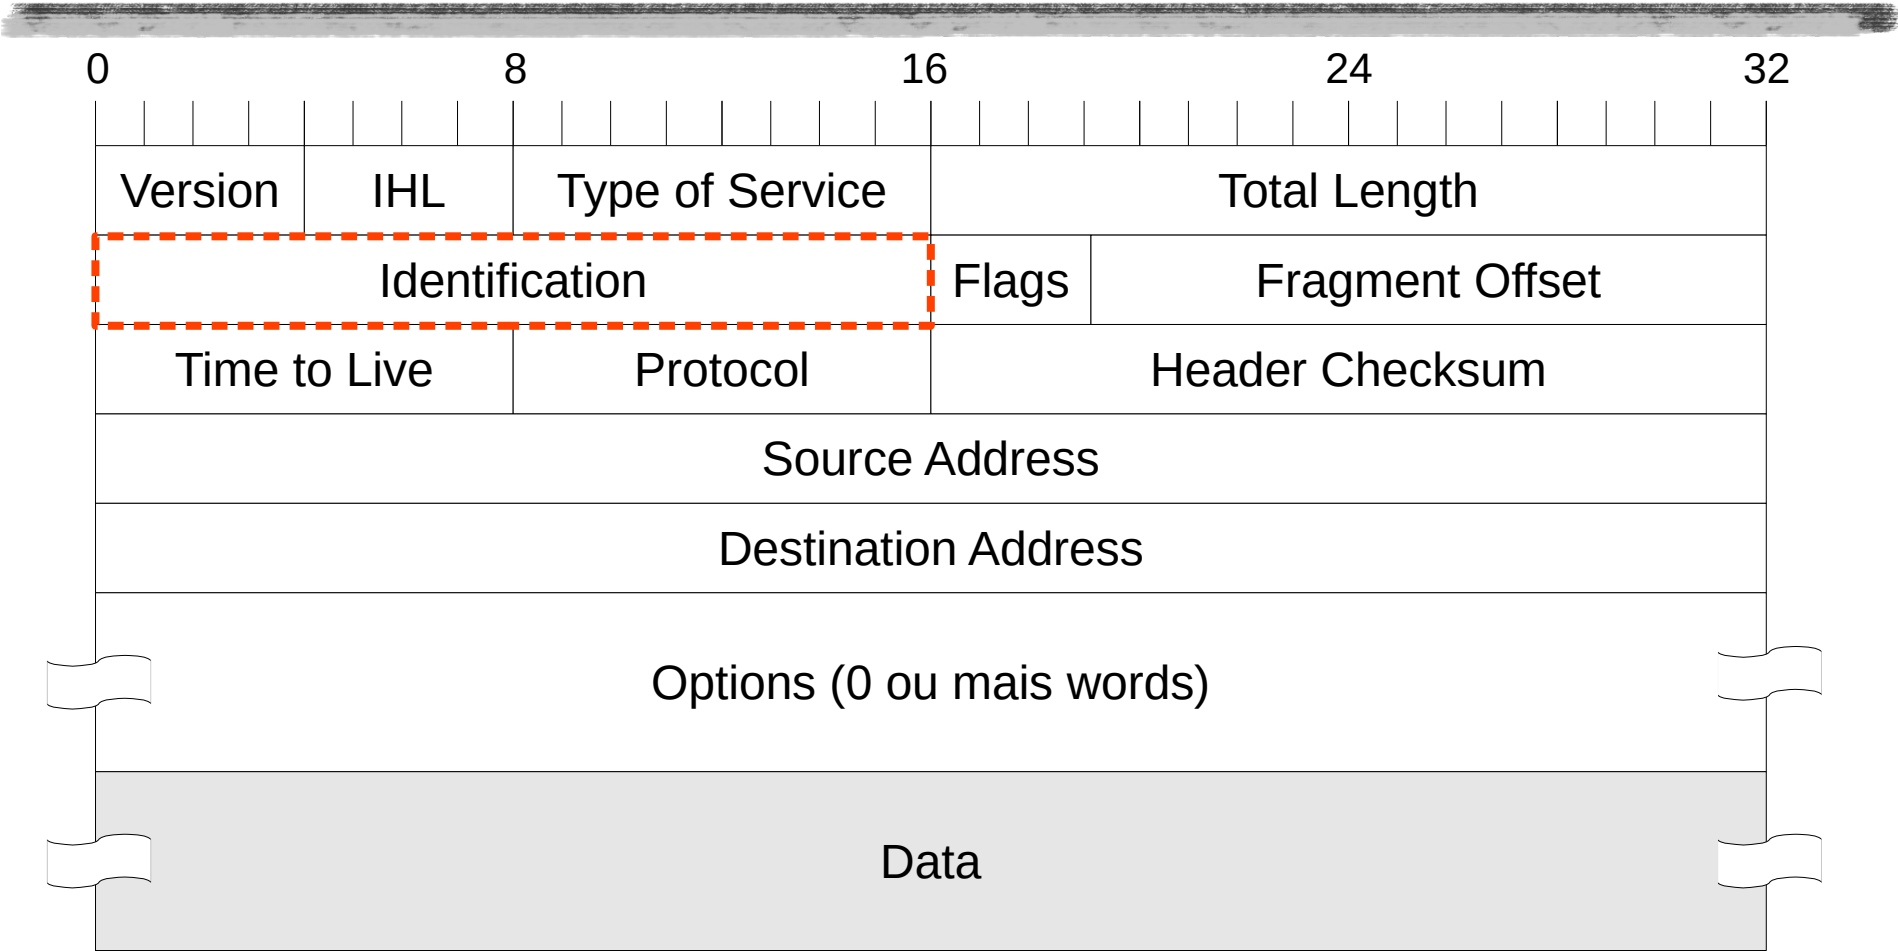 0 8 16 24 32
Version IHL Type of Service Total Length
Identification Flags Fragment Offset
Time to Live Protocol Header Checksum
Source Address
Destination Address
Options (0 ou mais words)
Data